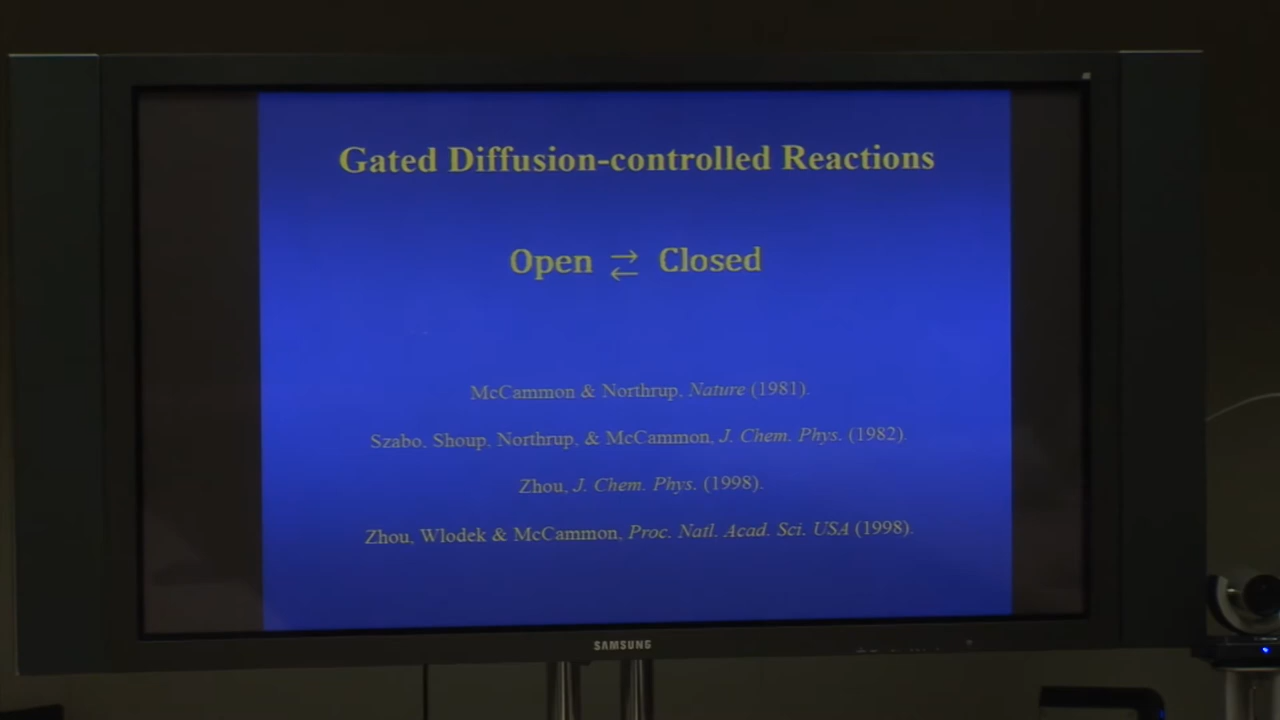 Gated Diffusion-controlled Reactions
Open ⇄ Closed
McCammon & Northrup, Nature (1981).
Szabo, Shoup, Northrup, & McCammon, J. Chem. Phys. (1982).
Zhou, J. Chem. Phys. (1998).
Zhou, Wlodek & McCammon, Proc. Natl. Acad. Sci. USA (1998).
SAMSUNG